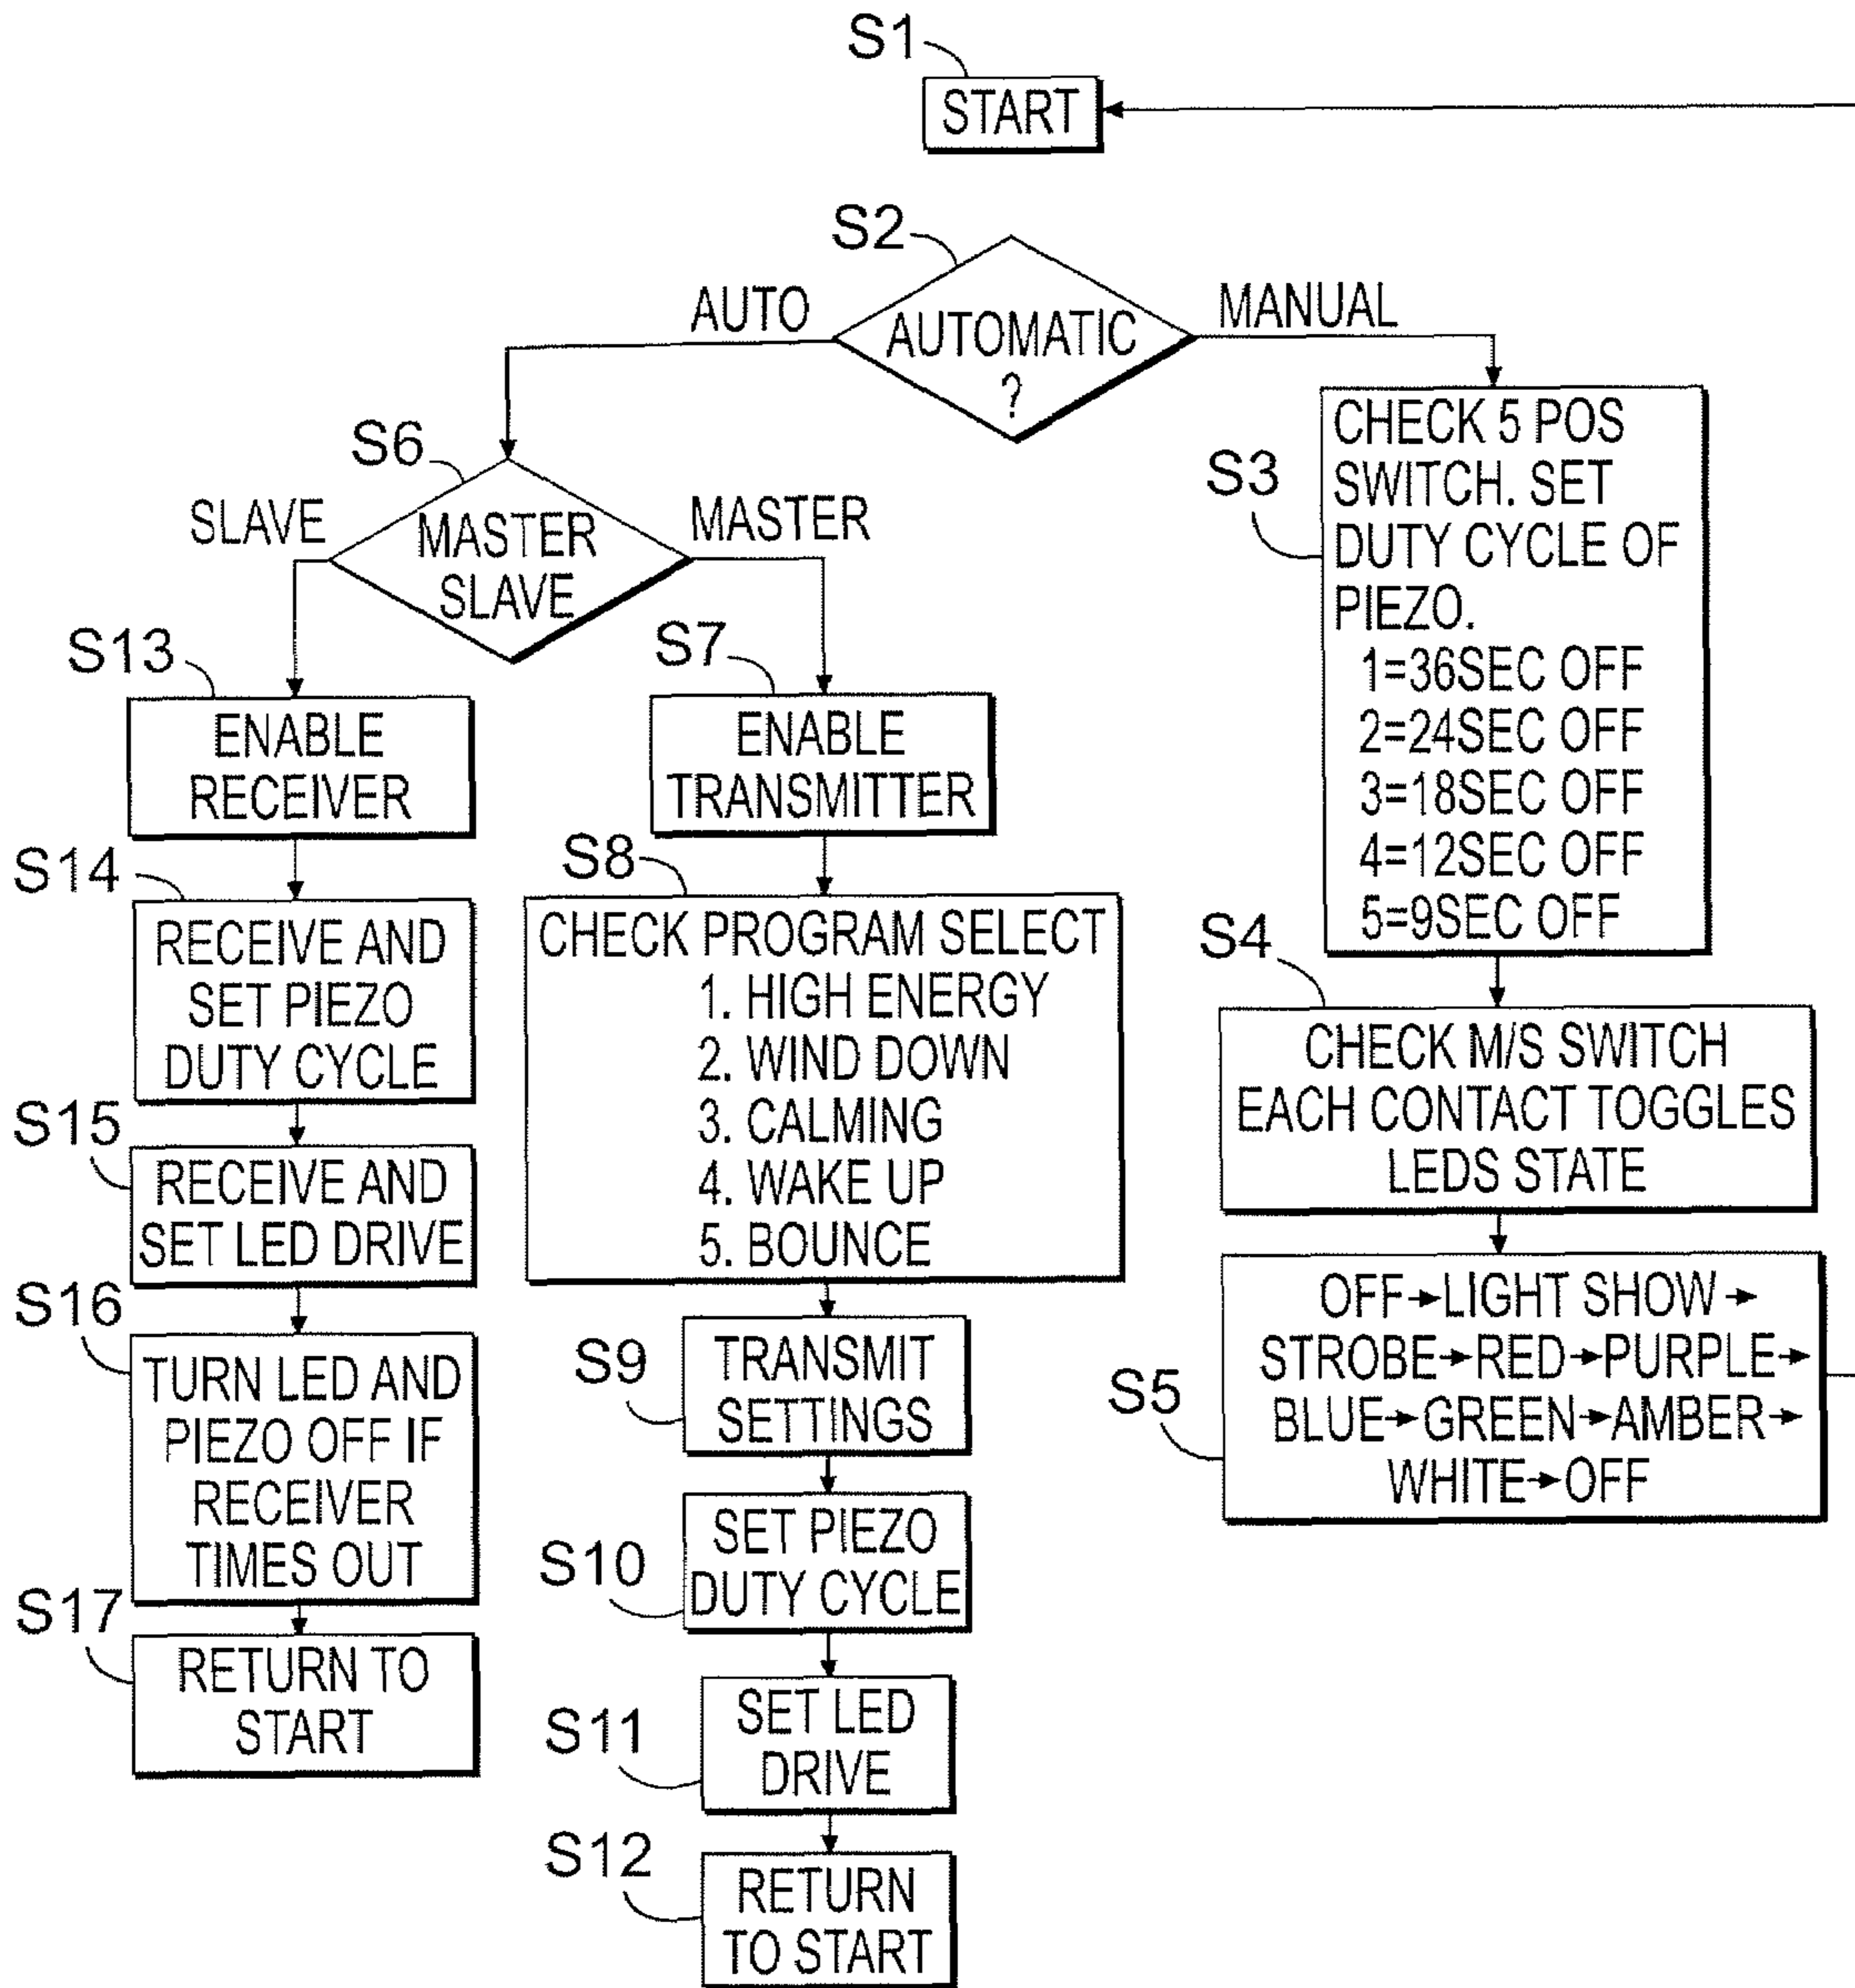 S1
START
S2
AUTO
AUTOMATIC
?
MANUAL
S3
CHECK 5 POS
SWITCH. SET
DUTY CYCLE OF
PIEZO.
1=36SEC OFF
2=24SEC OFF
3=18SEC OFF
4=12SEC OFF
5=9SEC OFF
S4
CHECK M/S SWITCH
EACH CONTACT TOGGLES
LEDS STATE
S5
OFF→LIGHT SHOW→
STROBE→RED→PURPLE→
BLUE→GREEN→AMBER→
WHITE→OFF
S6
SLAVE
MASTER
SLAVE
MASTER
S7
ENABLE
TRANSMITTER
S8
CHECK PROGRAM SELECT
1. HIGH ENERGY
2. WIND DOWN
3. CALMING
4. WAKE UP
5. BOUNCE
S9
TRANSMIT
SETTINGS
S10
SET PIEZO
DUTY CYCLE
S11
SET LED
DRIVE
S12
RETURN
TO START
S13
ENABLE
RECEIVER
S14
RECEIVE AND
SET PIEZO
DUTY CYCLE
S15
RECEIVE AND
SET LED DRIVE
S16
TURN LED AND
PIEZO OFF IF
RECEIVER
TIMES OUT
S17
RETURN TO
START